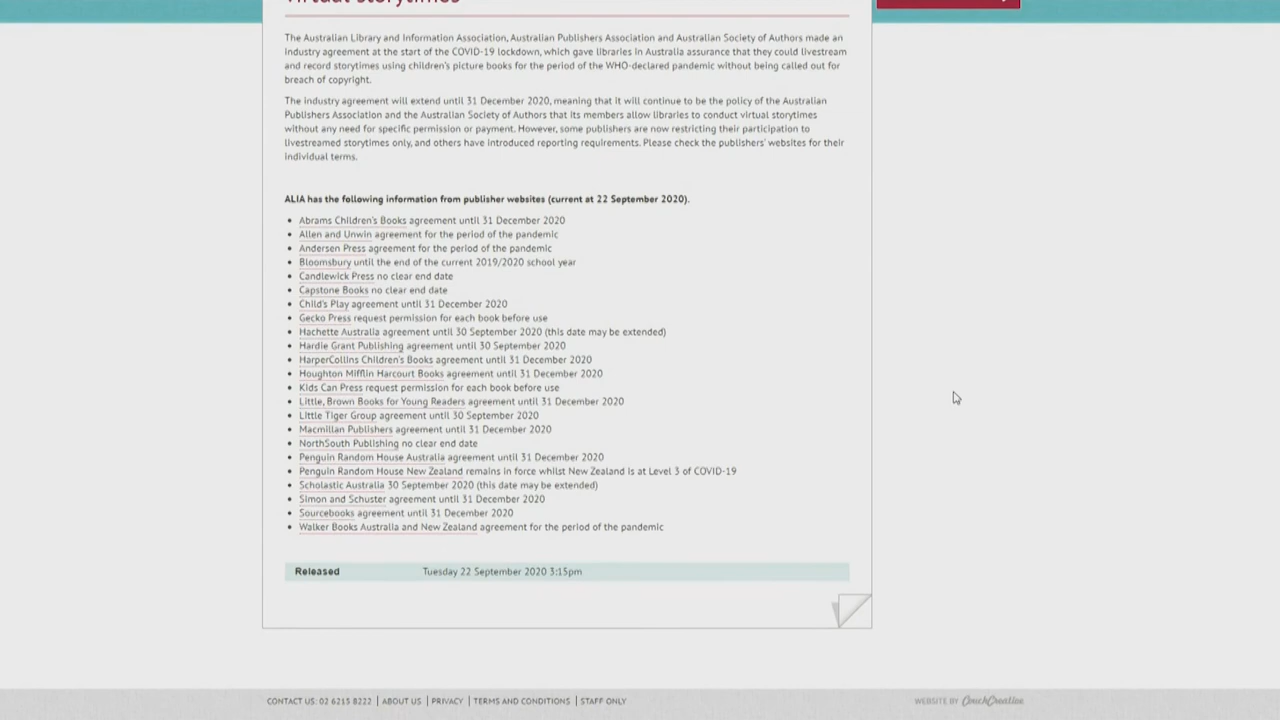 Virtual storytimes
The Australian Library and Information Association, Australian Publishers Association and Australian Society of Authors made an
industry agreement at the start of the COVID-19 lockdown, which gave libraries in Australia assurance that they could livestream
and record storytimes using children's picture books for the period of the WHO-declared pandemic without being called out for
breach of copyright.
The industry agreement will extend until 31 December 2020, meaning that it will continue to be the policy of the Australian
Publishers Association and the Australian Society of Authors that its members allow libraries to conduct virtual storytimes
without any need for specific permission or payment. However, some publishers are now restricting their participation to
livestreamed storytimes only, and others have introduced reporting requirements. Please check the publishers' websites for their
individual terms.
ALIA has the following information from publisher websites (current at 22 September 2020).
• Abrams Children's Books agreement until 31 December 2020
• Allen and Unwin agreement for the period of the pandemic
• Andersen Press agreement for the period of the pandemic
• Bloomsbury until the end of the current 2019/2020 school year
• Candlewick Press no clear end date
• Capstone Books no clear end date
• Child's Play agreement until 31 December 2020
• Gecko Press request permission for each book before use
• Hachette Australia agreement until 30 September 2020 (this date may be extended)
• Hardie Grant Publishing agreement until 30 September 2020
• HarperCollins Children's Books agreement until 31 December 2020
• Houghton Mifflin Harcourt Books agreement until 31 December 2020
• Kids Can Press request permission for each book before use
• Little, Brown Books for Young Readers agreement until 31 December 2020
• Little Tiger Group agreement until 30 September 2020
• Macmillan Publishers agreement until 31 December 2020
• NorthSouth Publishing no clear end date
• Penguin Random House Australia agreement until 31 December 2020
• Penguin Random House New Zealand remains in force whilst New Zealand is at Level 3 of COVID-19
• Scholastic Australia 30 September 2020 (this date may be extended)
• Simon and Schuster agreement until 31 December 2020
• Sourcebooks agreement until 31 December 2020
• Walker Books Australia and New Zealand agreement for the period of the pandemic
Released Tuesday 22 September 2020 3:15pm
CONTACT US: 02 6215 8222 | ABOUT US | PRIVACY | TERMS AND CONDITIONS | STAFF ONLY
WEBSITE BY CouchCreative